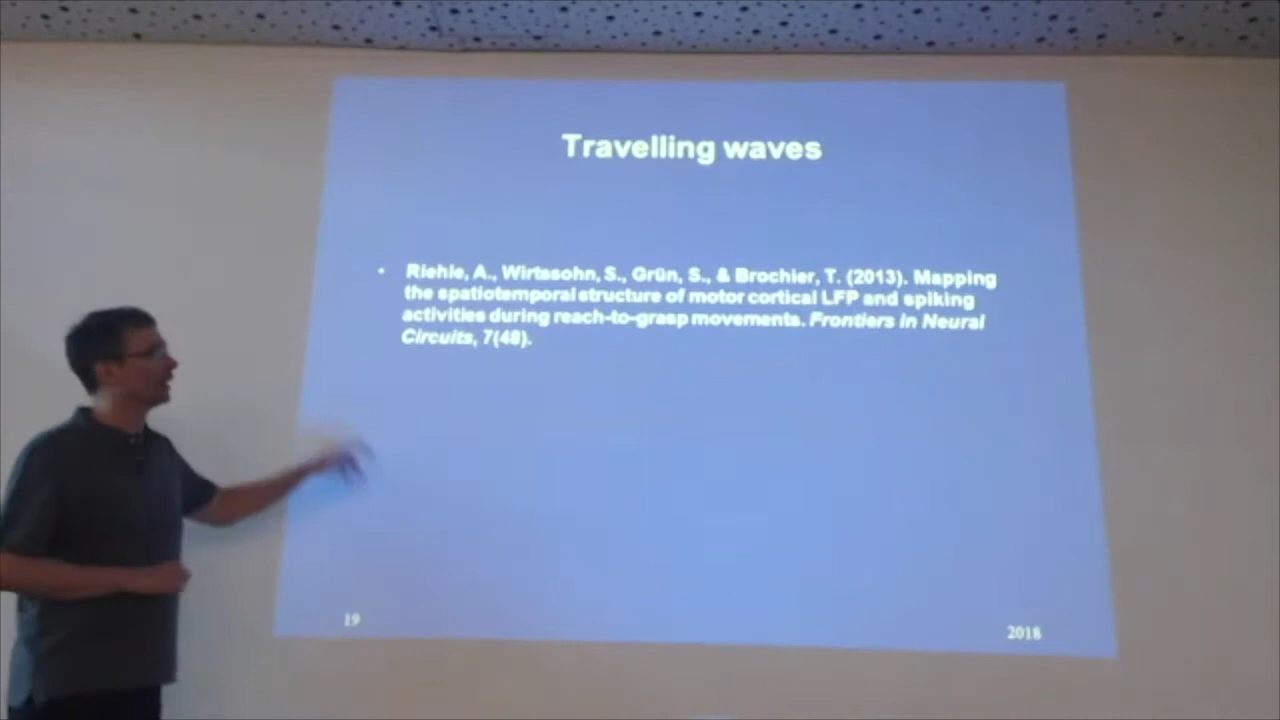 Travelling waves
• Riehle, A., Wirtssohn, S., Grün, S., & Brochier, T. (2013). Mapping
the spatiotemporal structure of motor cortical LFP and spiking
activities during reach-to-grasp movements. Frontiers in Neural
Circuits, 7(48).
19
2018